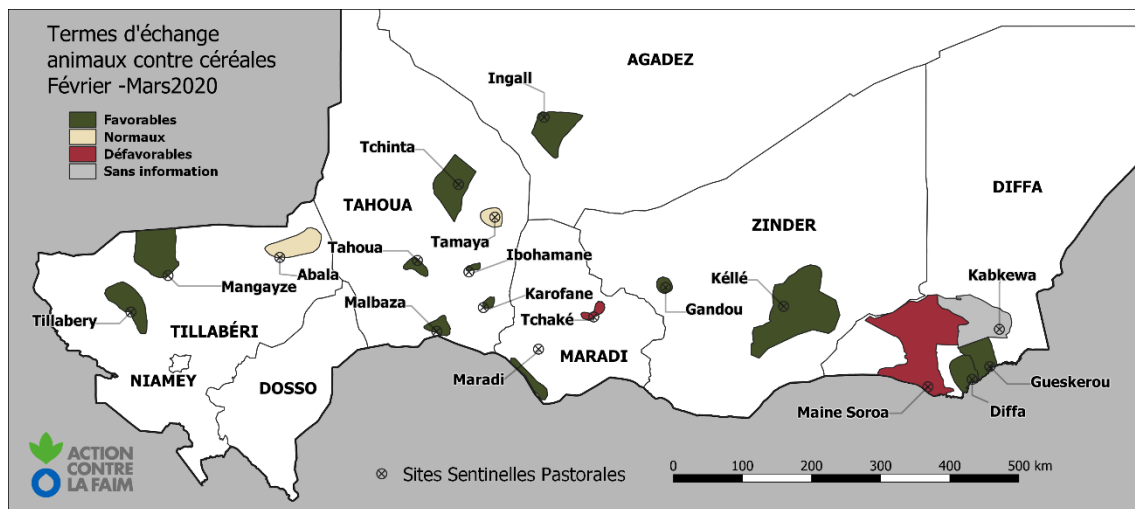 Termes d'échange
animaux contre céréales
Février -Mars2020
Favorables
Normaux
Défavorables
Sans information
AGADEZ
Ingall
Tchinta
DIFFA
TAHOUA
ZINDER
Tamaya
Tahoua
Ibohamane
Abala
Kéllé
Kabkewa
Mangayze
Karofane
Gandou
Malbaza
Tillabery
Tchaké
TILLABÉRI
MARADI
Maradi
NIAMEY
DOSSO
Gueskerou
Maine Soroa
Diffa
ACTION
CONTRE
LA FAIM
Sites Sentinelles Pastorales
0 100 200 300 400 500 km